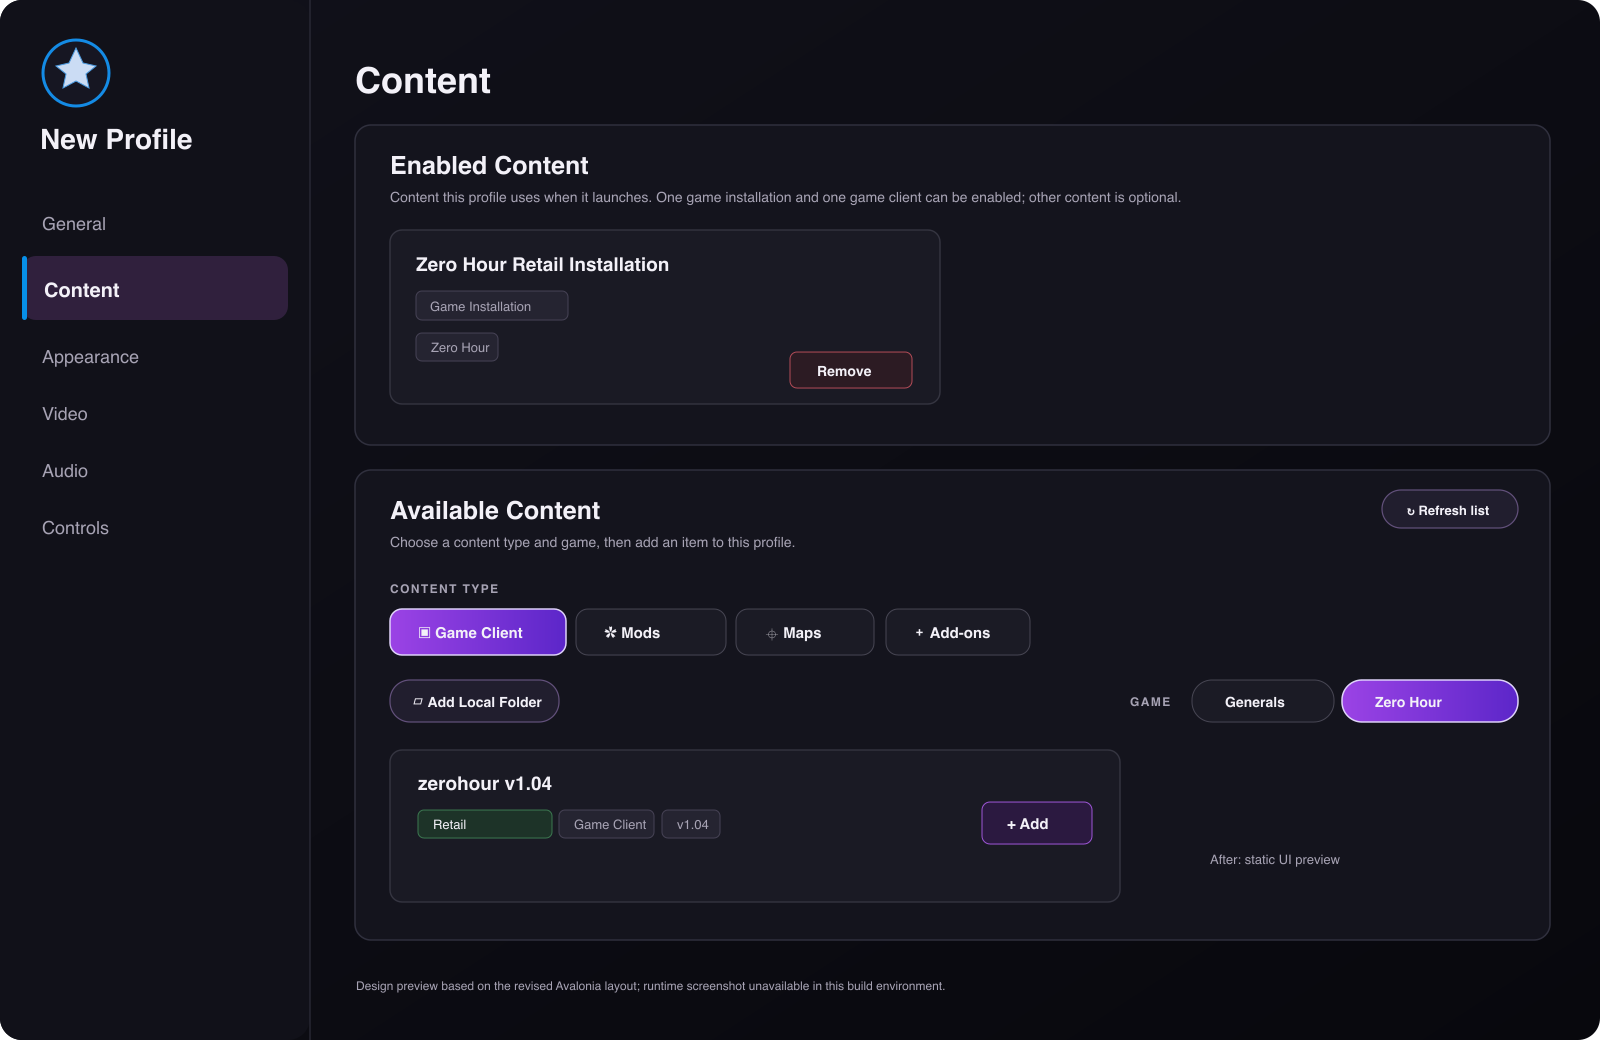 New Profile
General
Content
Appearance
Video
Audio
Controls
Content
Enabled Content
Content this profile uses when it launches. One game installation and one game client can be enabled; other content is optional.
Zero Hour Retail Installation
Game Installation
Zero Hour
Remove
Available Content
↻ Refresh list
Choose a content type and game, then add an item to this profile.
CONTENT TYPE
▣ Game Client
✲ Mods
⌖ Maps
+ Add-ons
▱ Add Local Folder
GAME
Generals
Zero Hour
zerohour v1.04
Retail
Game Client
v1.04
+ Add
After: static UI preview
Design preview based on the revised Avalonia layout; runtime screenshot unavailable in this build environment.